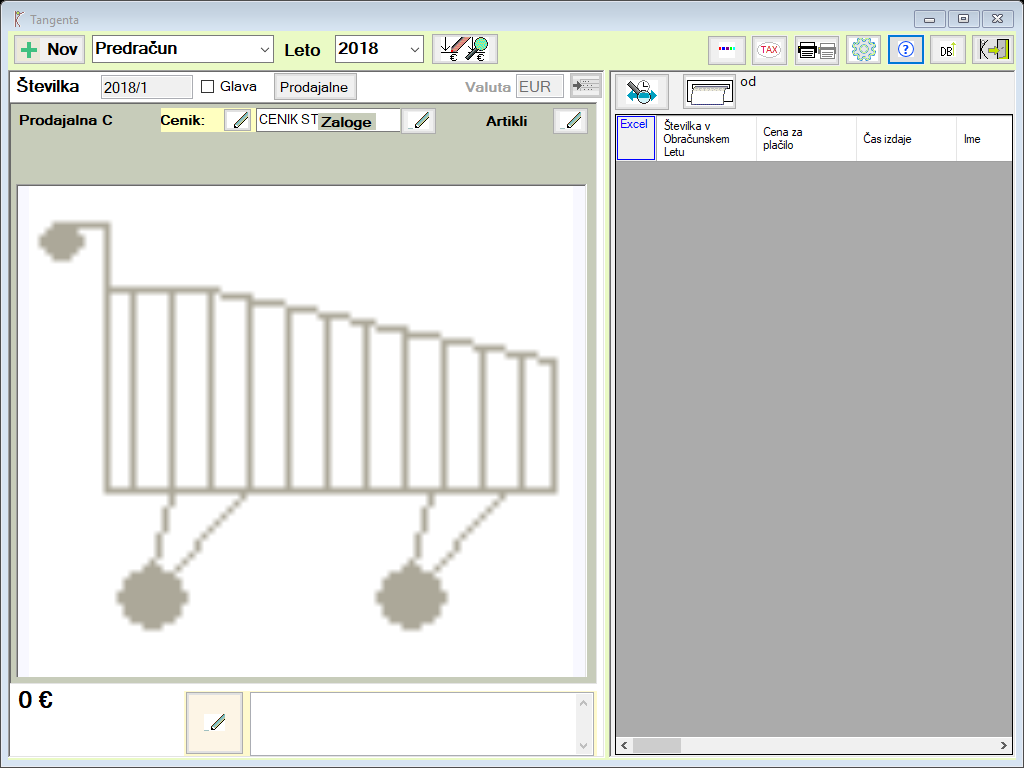 Tangenta
Nov
Predračun
Leto
2018
TAX
?
DB
Številka
2018/1
Glava
Prodajalne
Valuta
EUR
od
Prodajalna C
Cenik:
CENIK ST
Zaloge
Artikli
Excel
Številka v
Obračunskem
Letu
Cena za
plačilo
Čas izdaje
Ime
0 €